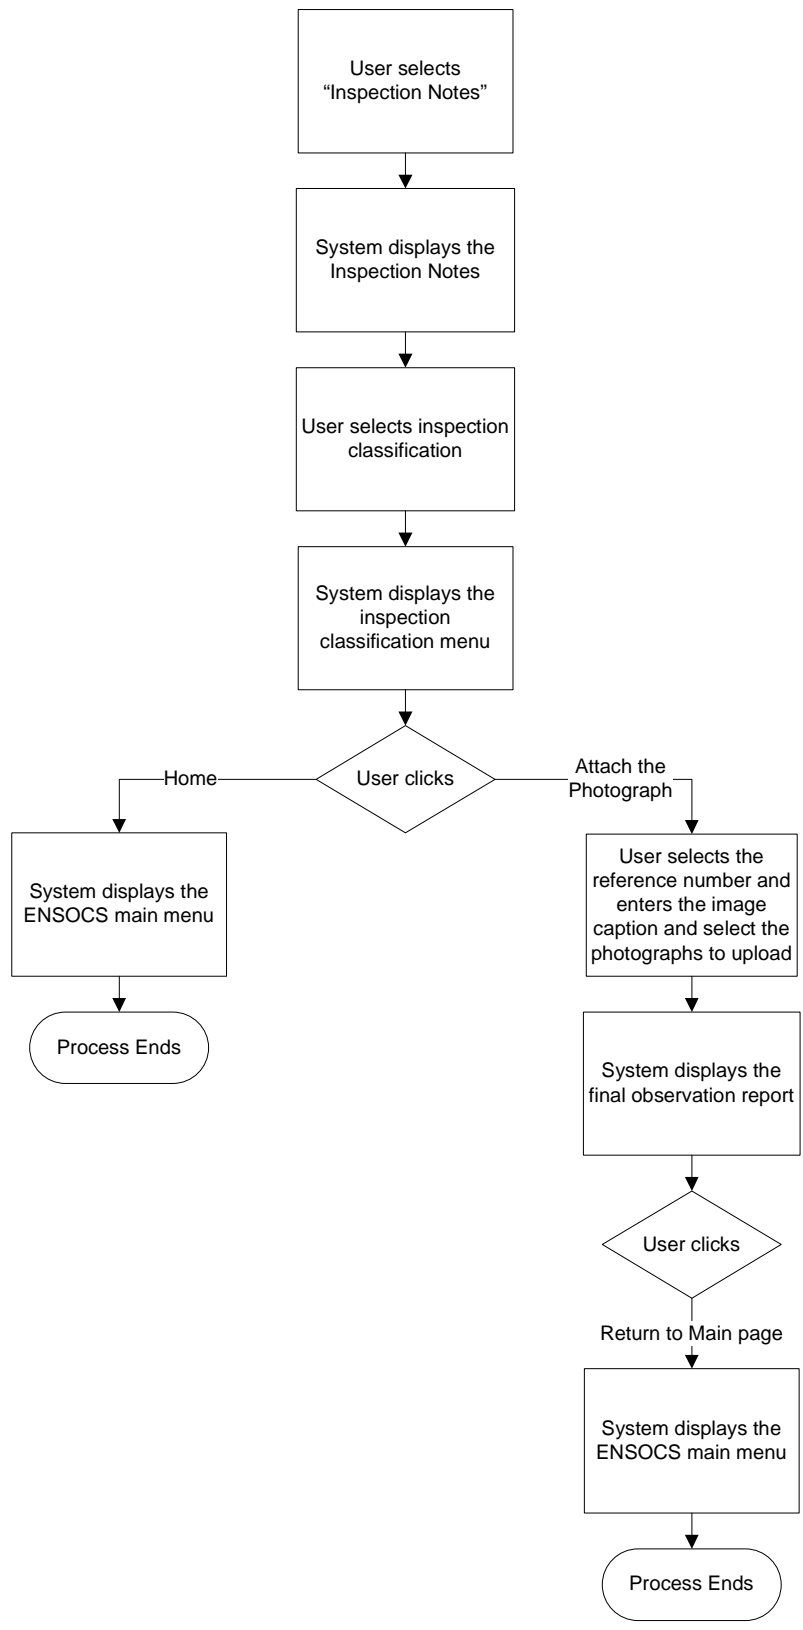 User selects
“Inspection Notes”
System displays the
Inspection Notes
User selects inspection
classification
System displays the
inspection
classification menu
User clicks
Home
System displays the
ENSOCS main menu
Process Ends
Attach the
Photograph
User selects the
reference number and
enters the image
caption and select the
photographs to upload
System displays the
final observation report
User clicks
Return to Main page
System displays the
ENSOCS main menu
Process Ends